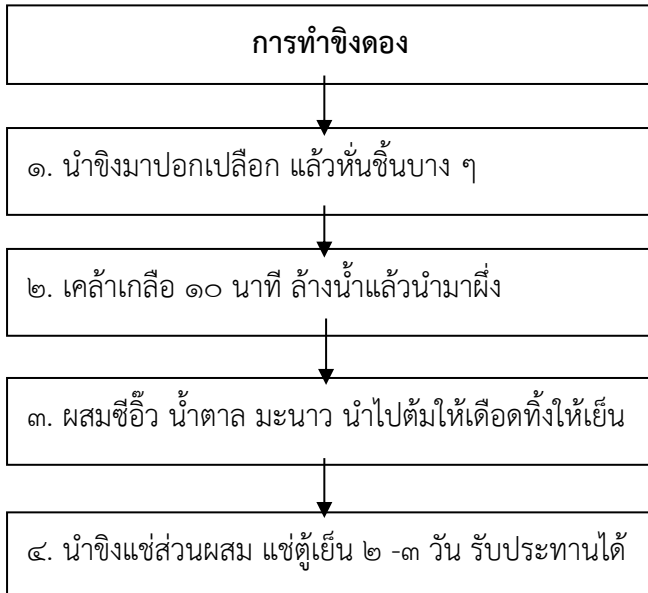 การทำขิงดอง
๑. นำขิงมาปอกเปลือก แล้วหั่นชิ้นบาง ๆ
๒. เคล้าเกลือ ๑๐ นาที ล้างน้ำแล้วนำมาผึ่ง
๓. ผสมซีอิ๊ว น้ำตาล มะนาว นำไปต้มให้เดือดทิ้งให้เย็น
๔. นำขิงแช่ส่วนผสม แช่ตู้เย็น ๒ -๓ วัน รับประทานได้